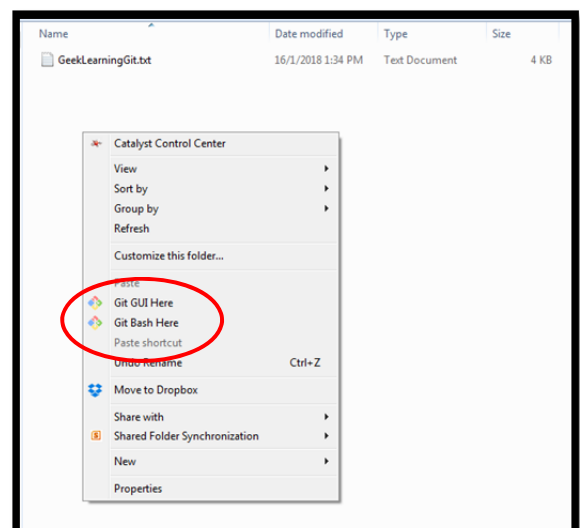 Name Date modified Type Size
GeekLearningGit.txt 16/1/2018 1:34 PM Text Document 4 KB
Catalyst Control Center
View
Sort by
Group by
Refresh
Customize this folder...
Paste
Git GUI Here
Git Bash Here
Paste shortcut
Undo Rename Ctrl+Z
Move to Dropbox
Share with
S Shared Folder Synchronization
New
Properties